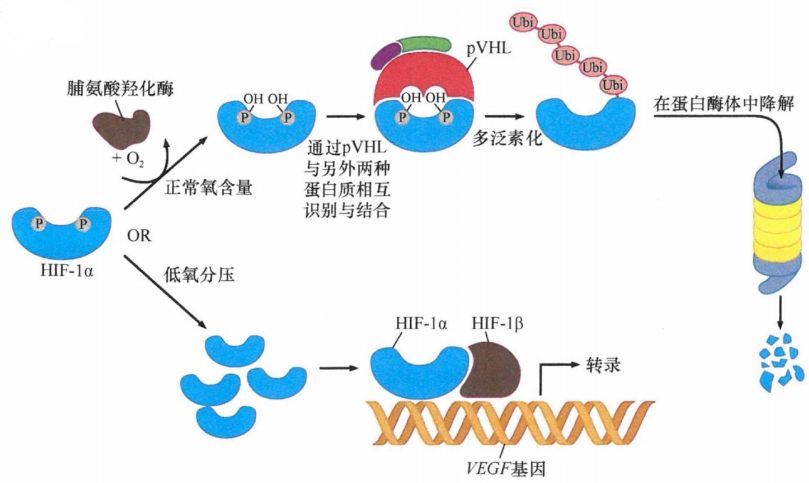 脯氨酸羟化酶
+ O2
正常氧含量
P
P
HIF-1α
OR
低氧分压
OH OH
P
P
通过pVHL
与另外两种
蛋白质相互
识别与结合
pVHL
OH OH
P
P
多泛素化
Ubi
Ubi
Ubi
Ubi
Ubi
在蛋白酶体中降解
HIF-1α
HIF-1β
转录
VEGF基因